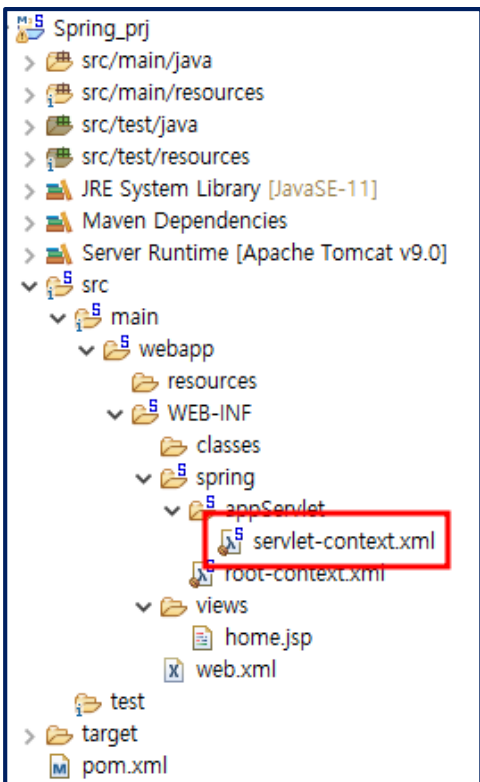 Spring_prj
src/main/java
src/main/resources
src/test/java
src/test/resources
JRE System Library [JavaSE-11]
Maven Dependencies
Server Runtime [Apache Tomcat v9.0]
src
main
webapp
resources
WEB-INF
classes
spring
appServlet
servlet-context.xml
root-context.xml
views
home.jsp
web.xml
test
target
pom.xml